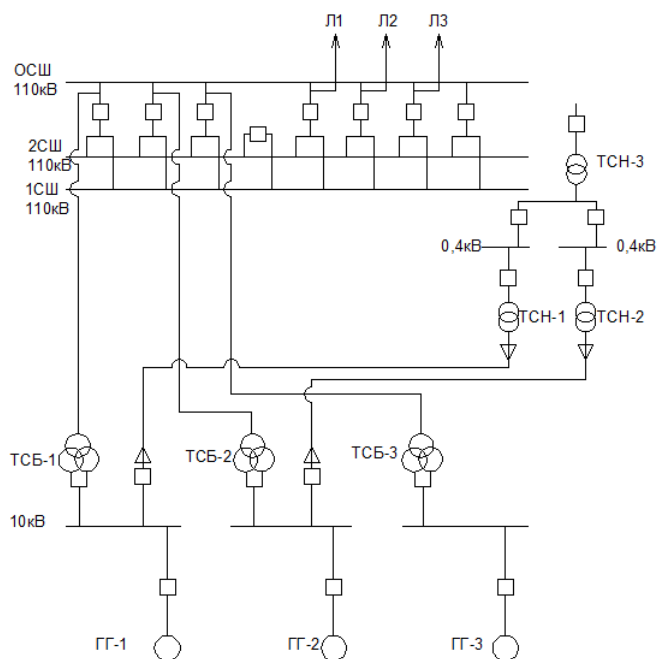 Л1
Л2
Л3
ОСШ
110кВ
2СШ
110кВ
1СШ
110кВ
ТСН-3
0,4кВ
0,4кВ
ТСН-1
ТСН-2
ТСБ-1
ТСБ-2
ТСБ-3
10кВ
ГГ-1
ГГ-2
ГГ-3